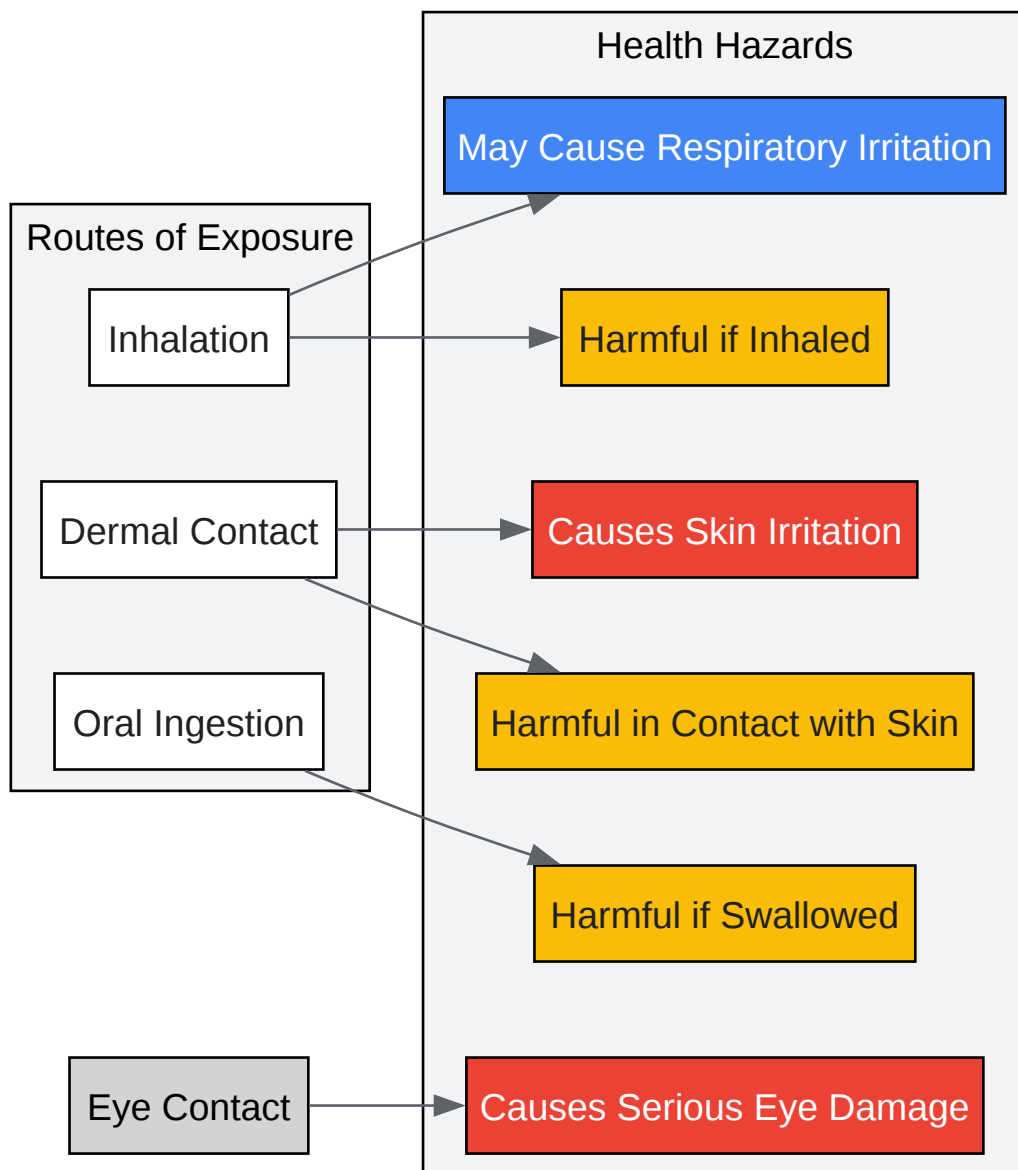 Health Hazards
May Cause Respiratory Irritation
Routes of Exposure
Inhalation
Harmful if Inhaled
Dermal Contact
Causes Skin Irritation
Oral Ingestion
Harmful in Contact with Skin
Harmful if Swallowed
Eye Contact
Causes Serious Eye Damage